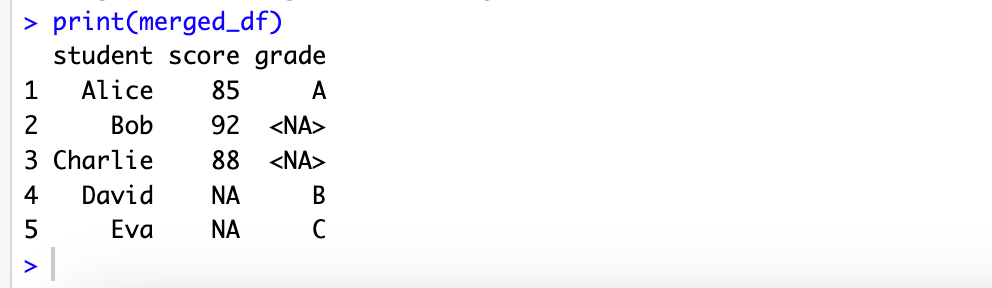 > print(merged_df)
  student score grade
1   Alice    85     A
2     Bob    92  <NA>
3 Charlie    88  <NA>
4   David    NA     B
5     Eva    NA     C
>